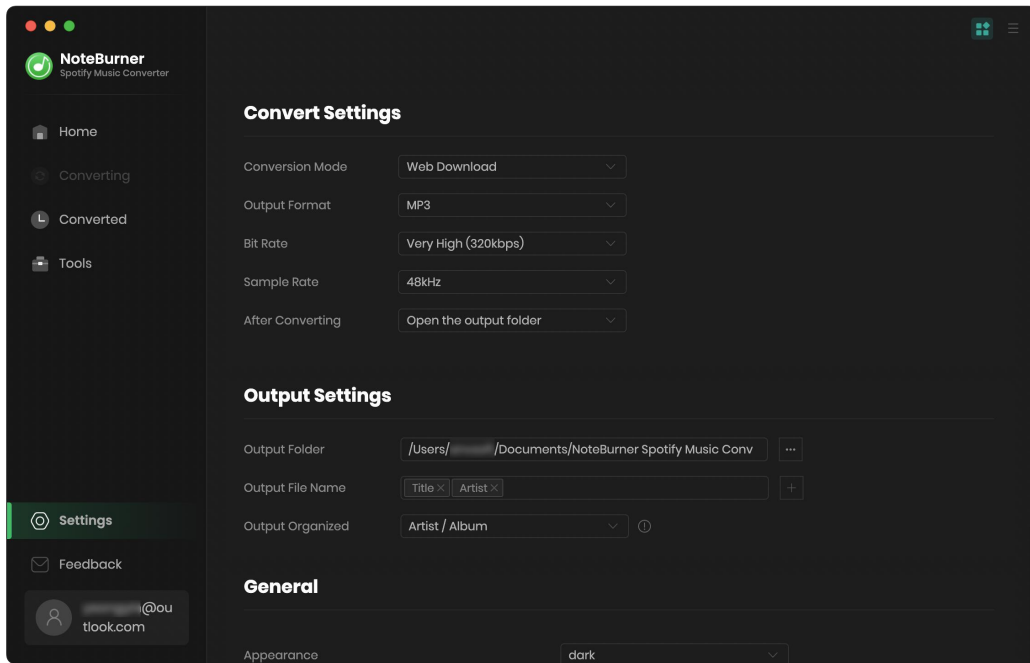 NoteBurner
Spotify Music Converter
Home
Converting
Converted
Tools
Settings
Feedback
@ou
tlook.com
Convert Settings
Conversion Mode Web Download
Output Format MP3
Bit Rate Very High (320kbps)
Sample Rate 48kHz
After Converting Open the output folder
Output Settings
Output Folder /Users/ /Documents/NoteBurner Spotify Music Conv ...
Output File Name Title × Artist × +
Output Organized Artist / Album
General
Appearance dark